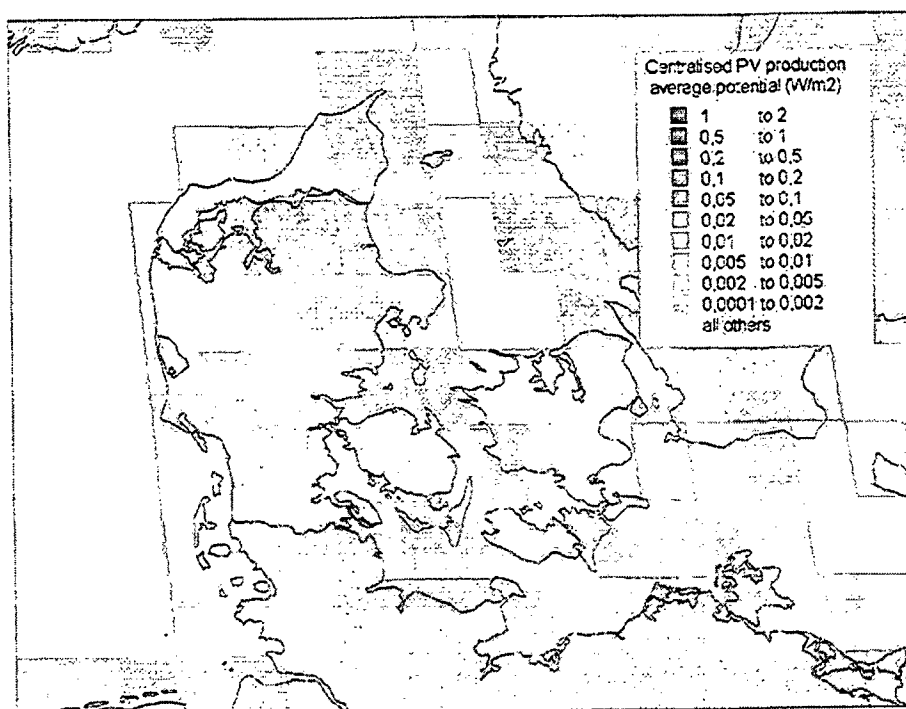 Centralised PV production
average potential (W/m2)
1 to 2
0,5 to 1
0,2 to 0,5
0,1 to 0,2
0,05 to 0,1
0,02 to 0,05
0,01 to 0,02
0,005 to 0,01
0,002 to 0,005
0,0001 to 0,002
all others